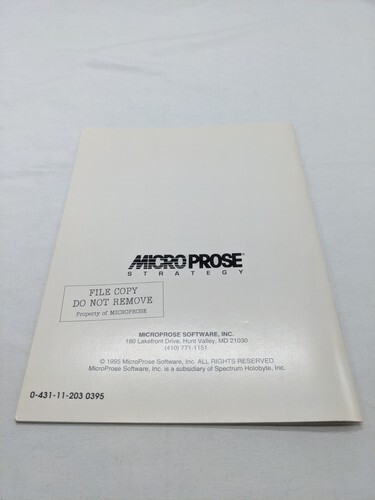 MICROPROSE®
STRATEGY
FILE COPY
DO NOT REMOVE
Property of MICROPROSE
MICROPROSE SOFTWARE, INC.
180 Lakefront Drive, Hunt Valley, MD 21030
(410) 771-1151
© 1995 MicroProse Software, Inc. ALL RIGHTS RESERVED.
MicroProse Software, Inc. is a subsidiary of Spectrum Holobyte, Inc.
0-431-11-203 0395